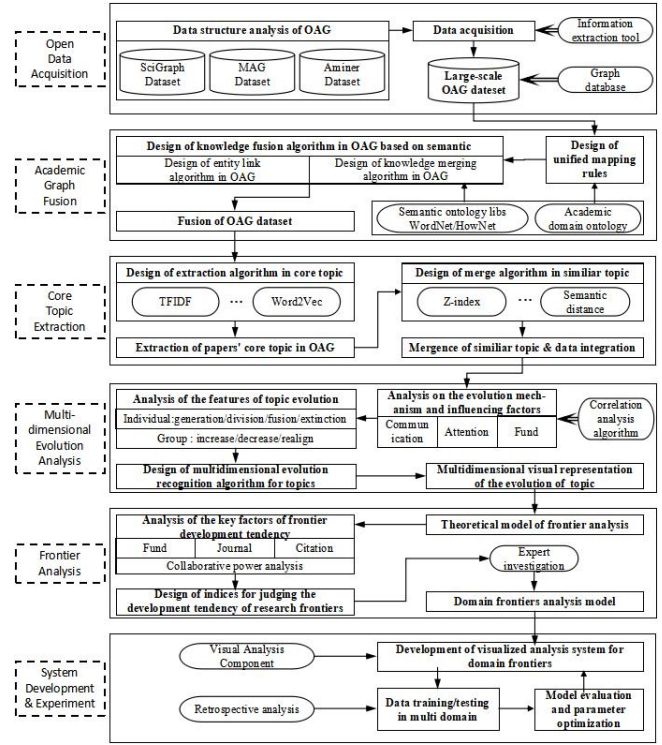 Open
Data
Acquisition
Data structure analysis of OAG
SciGraph
Dataset
MAG
Dataset
Aminer
Dataset
Data acquisition
Information
extraction tool
Large-scale
OAG dateset
Graph
database
Academic
Graph
Fusion
Design of knowledge fusion algorithm in OAG based on semantic
Design of entity link
algorithm in OAG
Design of knowledge merging
algorithm in OAG
Design of
unified mapping
rules
Fusion of OAG dataset
Semantic ontology libs
WordNet/HowNet
Academic
domain ontology
Core
Topic
Extraction
Design of extraction algorithm in core topic
TFIDF
...
Word2Vec
Extraction of papers' core topic in OAG
Design of merge algorithm in similiar topic
Z-index
...
Semantic
distance
Mergence of similiar topic & data integration
Multi-
dimensional
Evolution
Analysis
Analysis of the features of topic evolution
Individual:generation/division/fusion/extinction
Group : increase/decrease/realign
Analysis on the evolution mech-
anism and influencing factors
Commun
ication
Attention
Fund
Correlation
analysis
algorithm
Design of multidimensional evolution
recognition algorithm for topics
Multidimensional visual representation
of the evolution of topic
Frontier
Analysis
Analysis of the key factors of frontier
development tendency
Fund
Journal
Citation
Collaborative power analysis
Theoretical model of frontier analysis
Expert
investigation
Design of indices for judging the
development tendency of research frontiers
Domain frontiers analysis model
System
Development
& Experiment
Visual Analysis
Component
Development of visualized analysis system for
domain frontiers
Retrospective analysis
Data training/testing
in multi domain
Model evaluation
and parameter
optimization